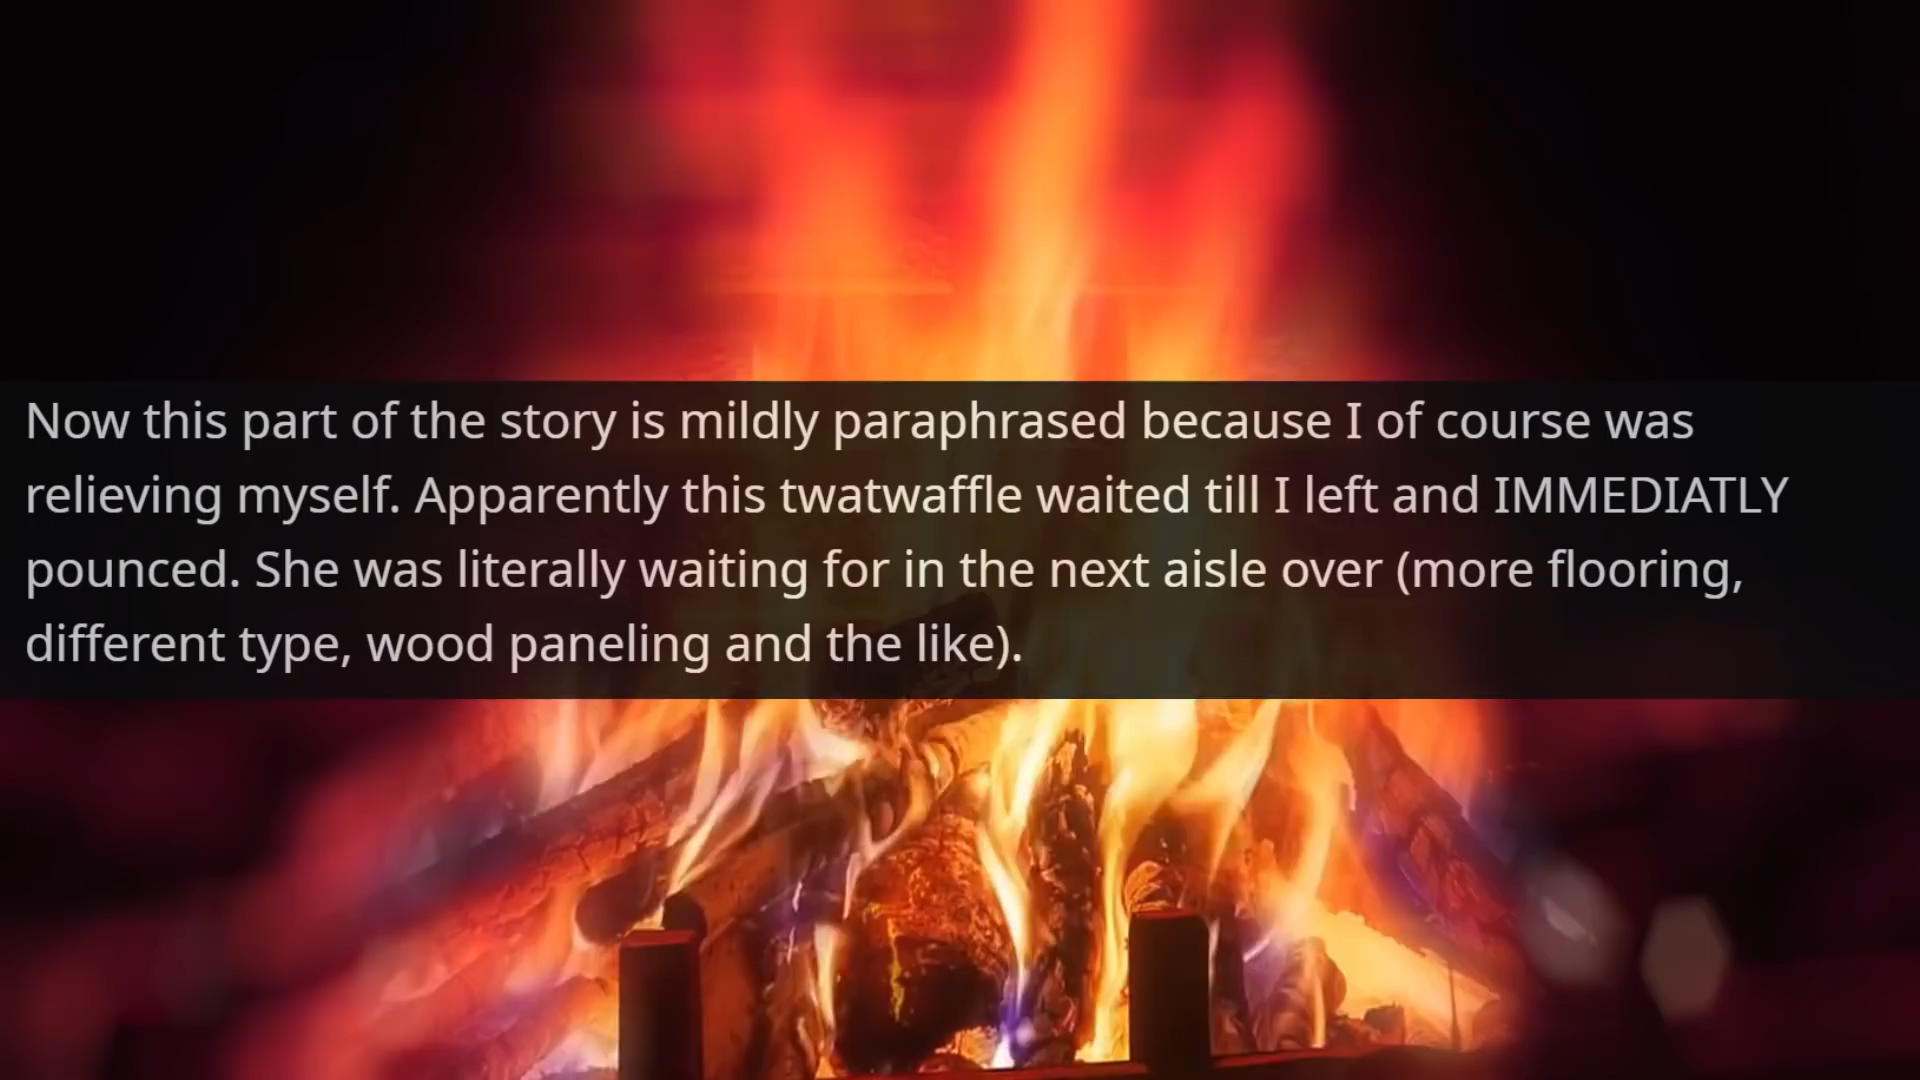 Now this part of the story is mildly paraphrased because I of course was
relieving myself. Apparently this twatwaffle waited till I left and IMMEDIATLY
pounced. She was literally waiting for in the next aisle over (more flooring,
different type, wood paneling and the like).